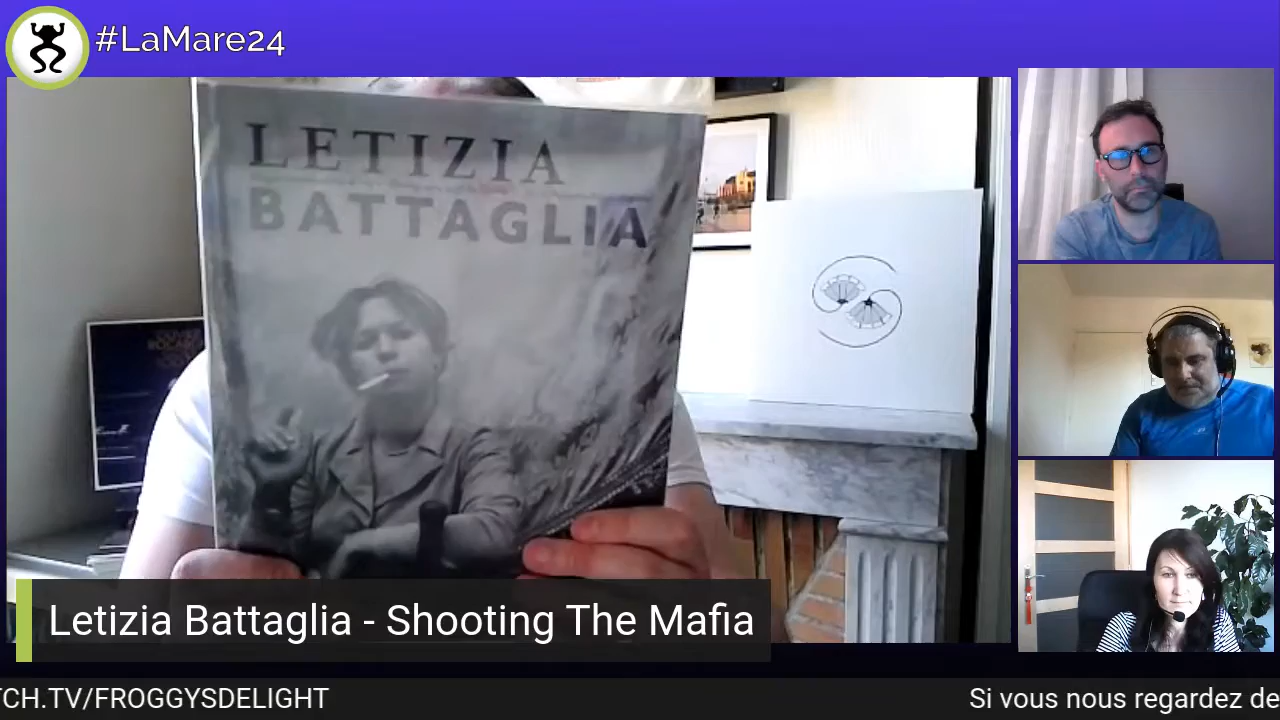 #LaMare24
LETIZIA
BATTAGLIA
Letizia Battaglia - Shooting The Mafia
TCH.TV/FROGGYSDELIGHT
Si vous nous regardez de